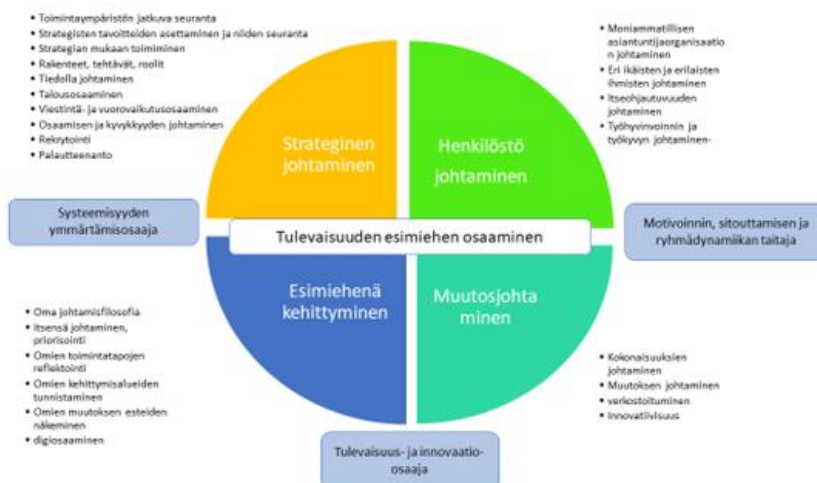 • Toimintaympäristön jatkuva seuranta
• Strategisten tavoitteiden asettaminen ja niiden seuranta
• Strategian mukaan toimiminen
• Rakenteet, tehtävät, roolit
• Tiedolla johtaminen
• Talousosaaminen
• Viestintä- ja vuorovaikutusosaaminen
• Osaamisen ja kyvykkyyden johtaminen
• Rekrytointi
• Palautteenanto
• Moniammatillisen
asiantuntijaorganisaatio
n johtaminen
• Eri ikäisten ja erilaisten
ihmisten johtaminen
• Itseohjautuvuuden
johtaminen
• Työhyvinvoinnin ja
työkyvyn johtaminen-
Strateginen
johtaminen
Henkilöstö
johtaminen
Systeemisyyden
ymmärtämisosaaja
Tulevaisuuden esimiehen osaaminen
Motivoinnin, sitouttamisen ja
ryhmädynamiikan taitaja
Esimiehenä
kehittyminen
Muutosjohta
minen
• Oma johtamisfilosofia
• Itsensä johtaminen,
priorisointi
• Omien toimintatapojen
reflektointi
• Omien kehittymisalueiden
tunnistaminen
• Omien muutoksen esteiden
näkeminen
• digiosaaminen
• Kokonaisuuksien
johtaminen
• Muutoksen johtaminen
• verkostoituminen
• Innovatiivisuus
Tulevaisuus- ja innovaatio-
osaaja